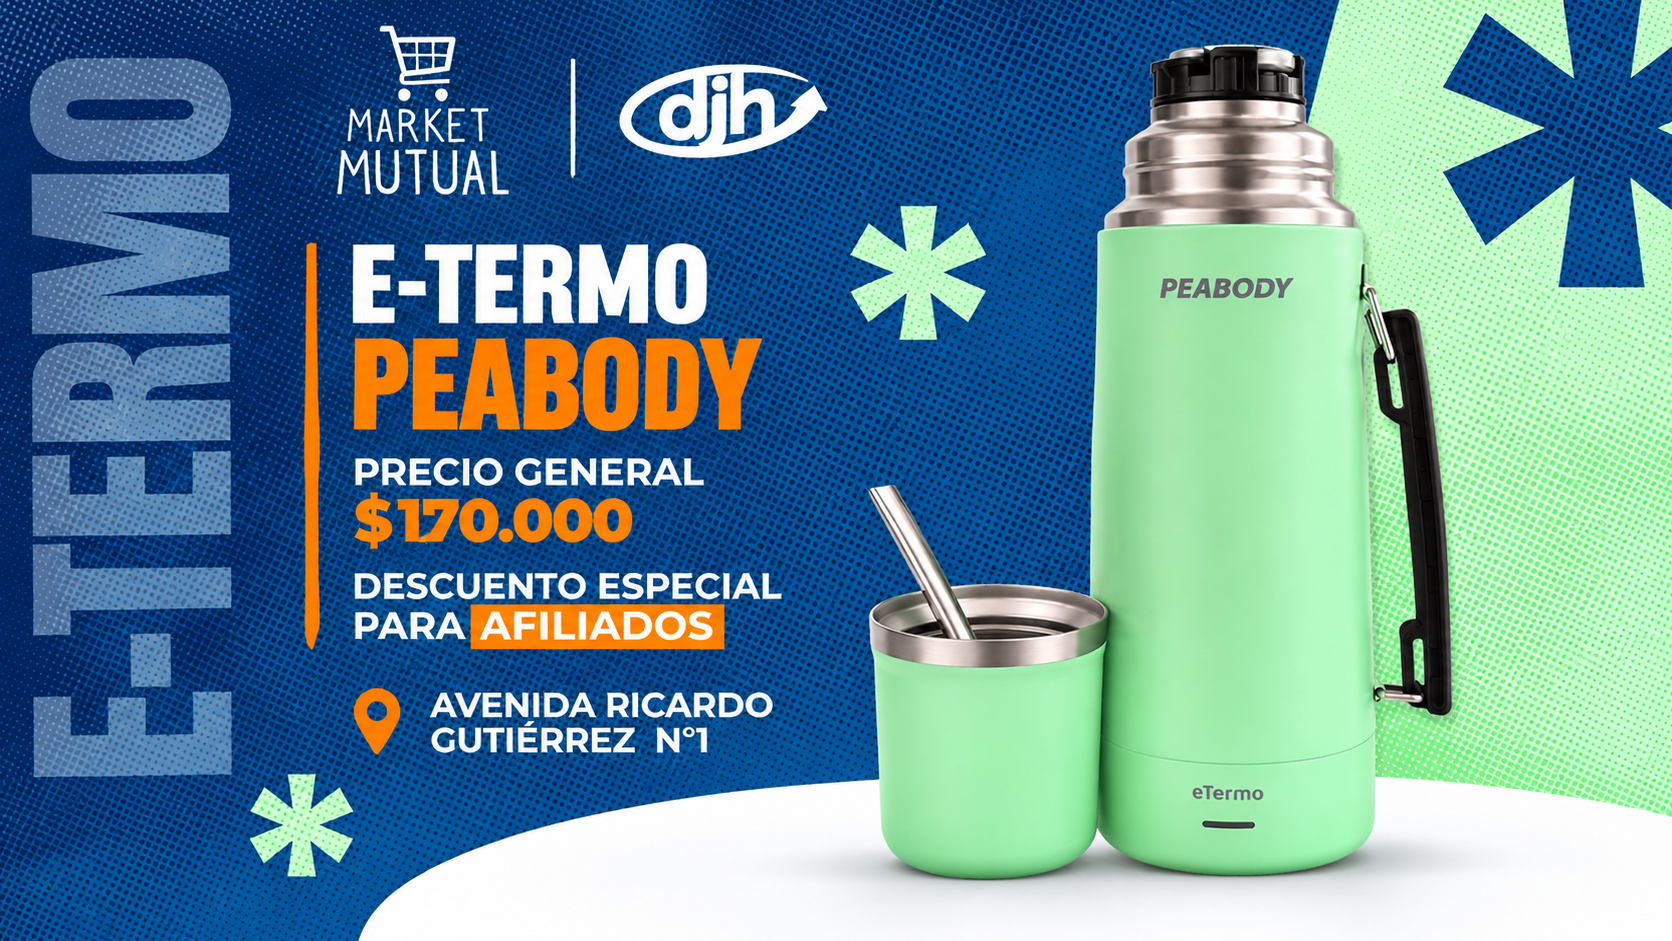 E-TERMO
MARKET
MUTUAL
djh
E-TERMO
PEABODY
PRECIO GENERAL
$170.000
DESCUENTO ESPECIAL
PARA AFILIADOS
AVENIDA RICARDO
GUTIÉRREZ Nº1
PEABODY
eTermo